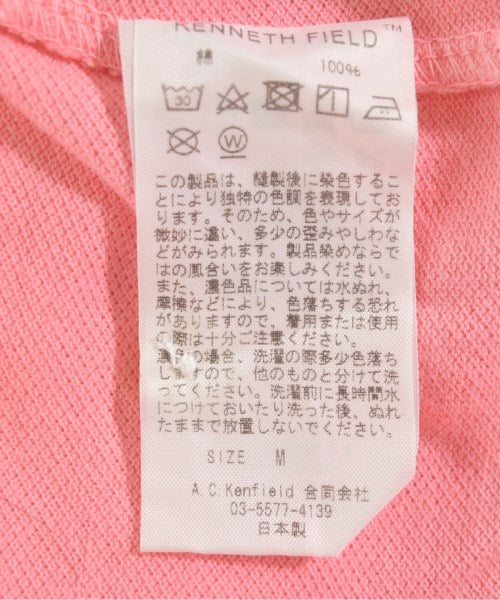 KENNETH FIELD™
綿 100%
30
W
この製品は、縫製後に染色するこ
とにより独特の色調を表現してお
ります。そのため、色やサイズが
微妙に違い、多少の歪みやしわな
どがみられます。製品染めならで
はの風合いをお楽しみください。
また、濃色品については水ぬれ、
摩擦などにより、色落ちする恐れ
がありますので、着用または使用
の際は十分ご注意ください。
濃色の場合、洗濯の際多少色落ち
しますので、他のものと分けて洗
ってください。洗濯前に長時間水
につけておいたり洗った後、ぬれ
たままで放置しないでください。
SIZE M
A.C.Kenfield 合同会社
03-5577-4139
日本製